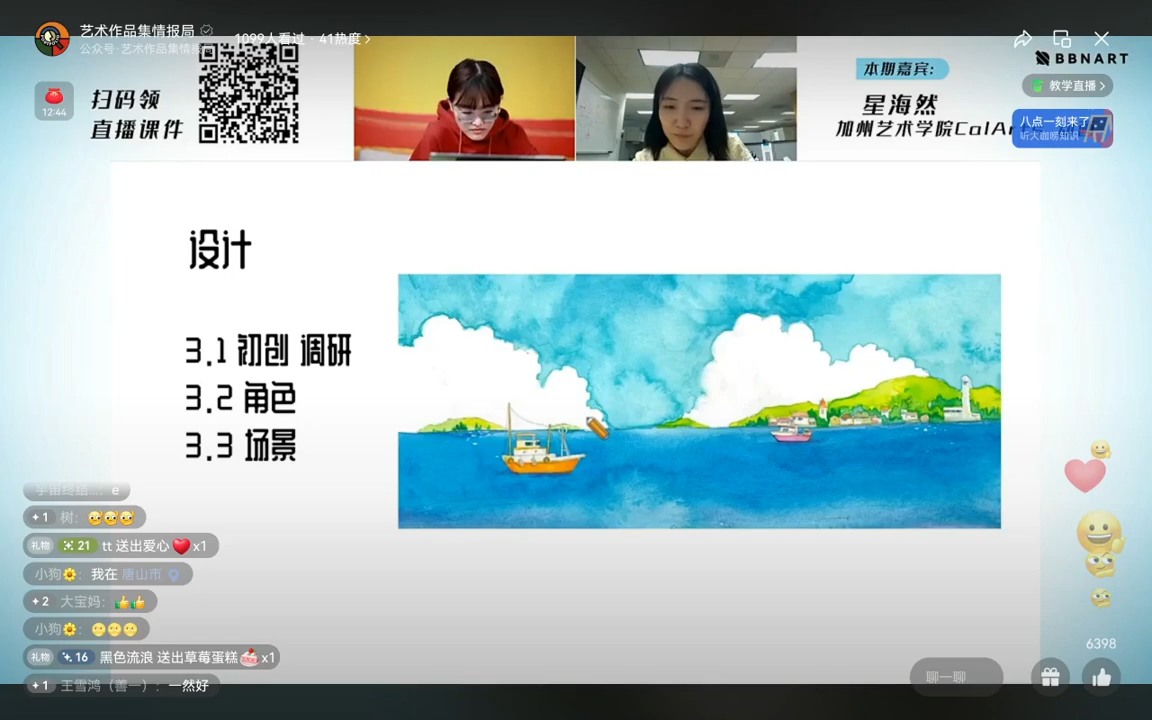 艺术作品集情报局
公众号·艺术作品集情报局
1099人看过 · 41热度
12:44
扫码领
直播课件
本期嘉宾:
星海然
加州艺术学院CalAr
BBNART
教学直播
八点一刻来了
听大咖唠知识
设计
3.1 初创 调研
3.2 角色
3.3 场景
e
+1 树:
礼物 21 tt 送出爱心 x1
小狗: 我在 唐山市
+2 大宝妈:
小狗:
礼物 16 黑色流浪 送出草莓蛋糕 x1
+1 王雪鸿（善一）: 一然好
聊一聊
6398